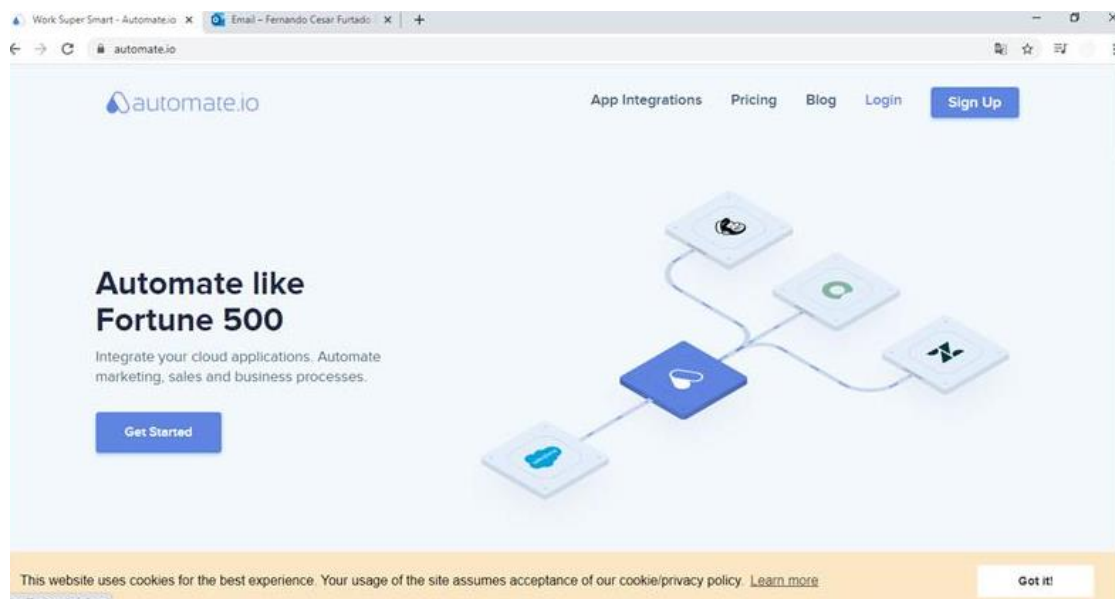 Work Super Smart - Automate.io
Email – Fernando Cesar Furtado
automate.io
automate.io
App Integrations Pricing Blog Login Sign Up
Automate like
Fortune 500
Integrate your cloud applications. Automate
marketing, sales and business processes.
Get Started
This website uses cookies for the best experience. Your usage of the site assumes acceptance of our cookie/privacy policy. Learn more
Got it!